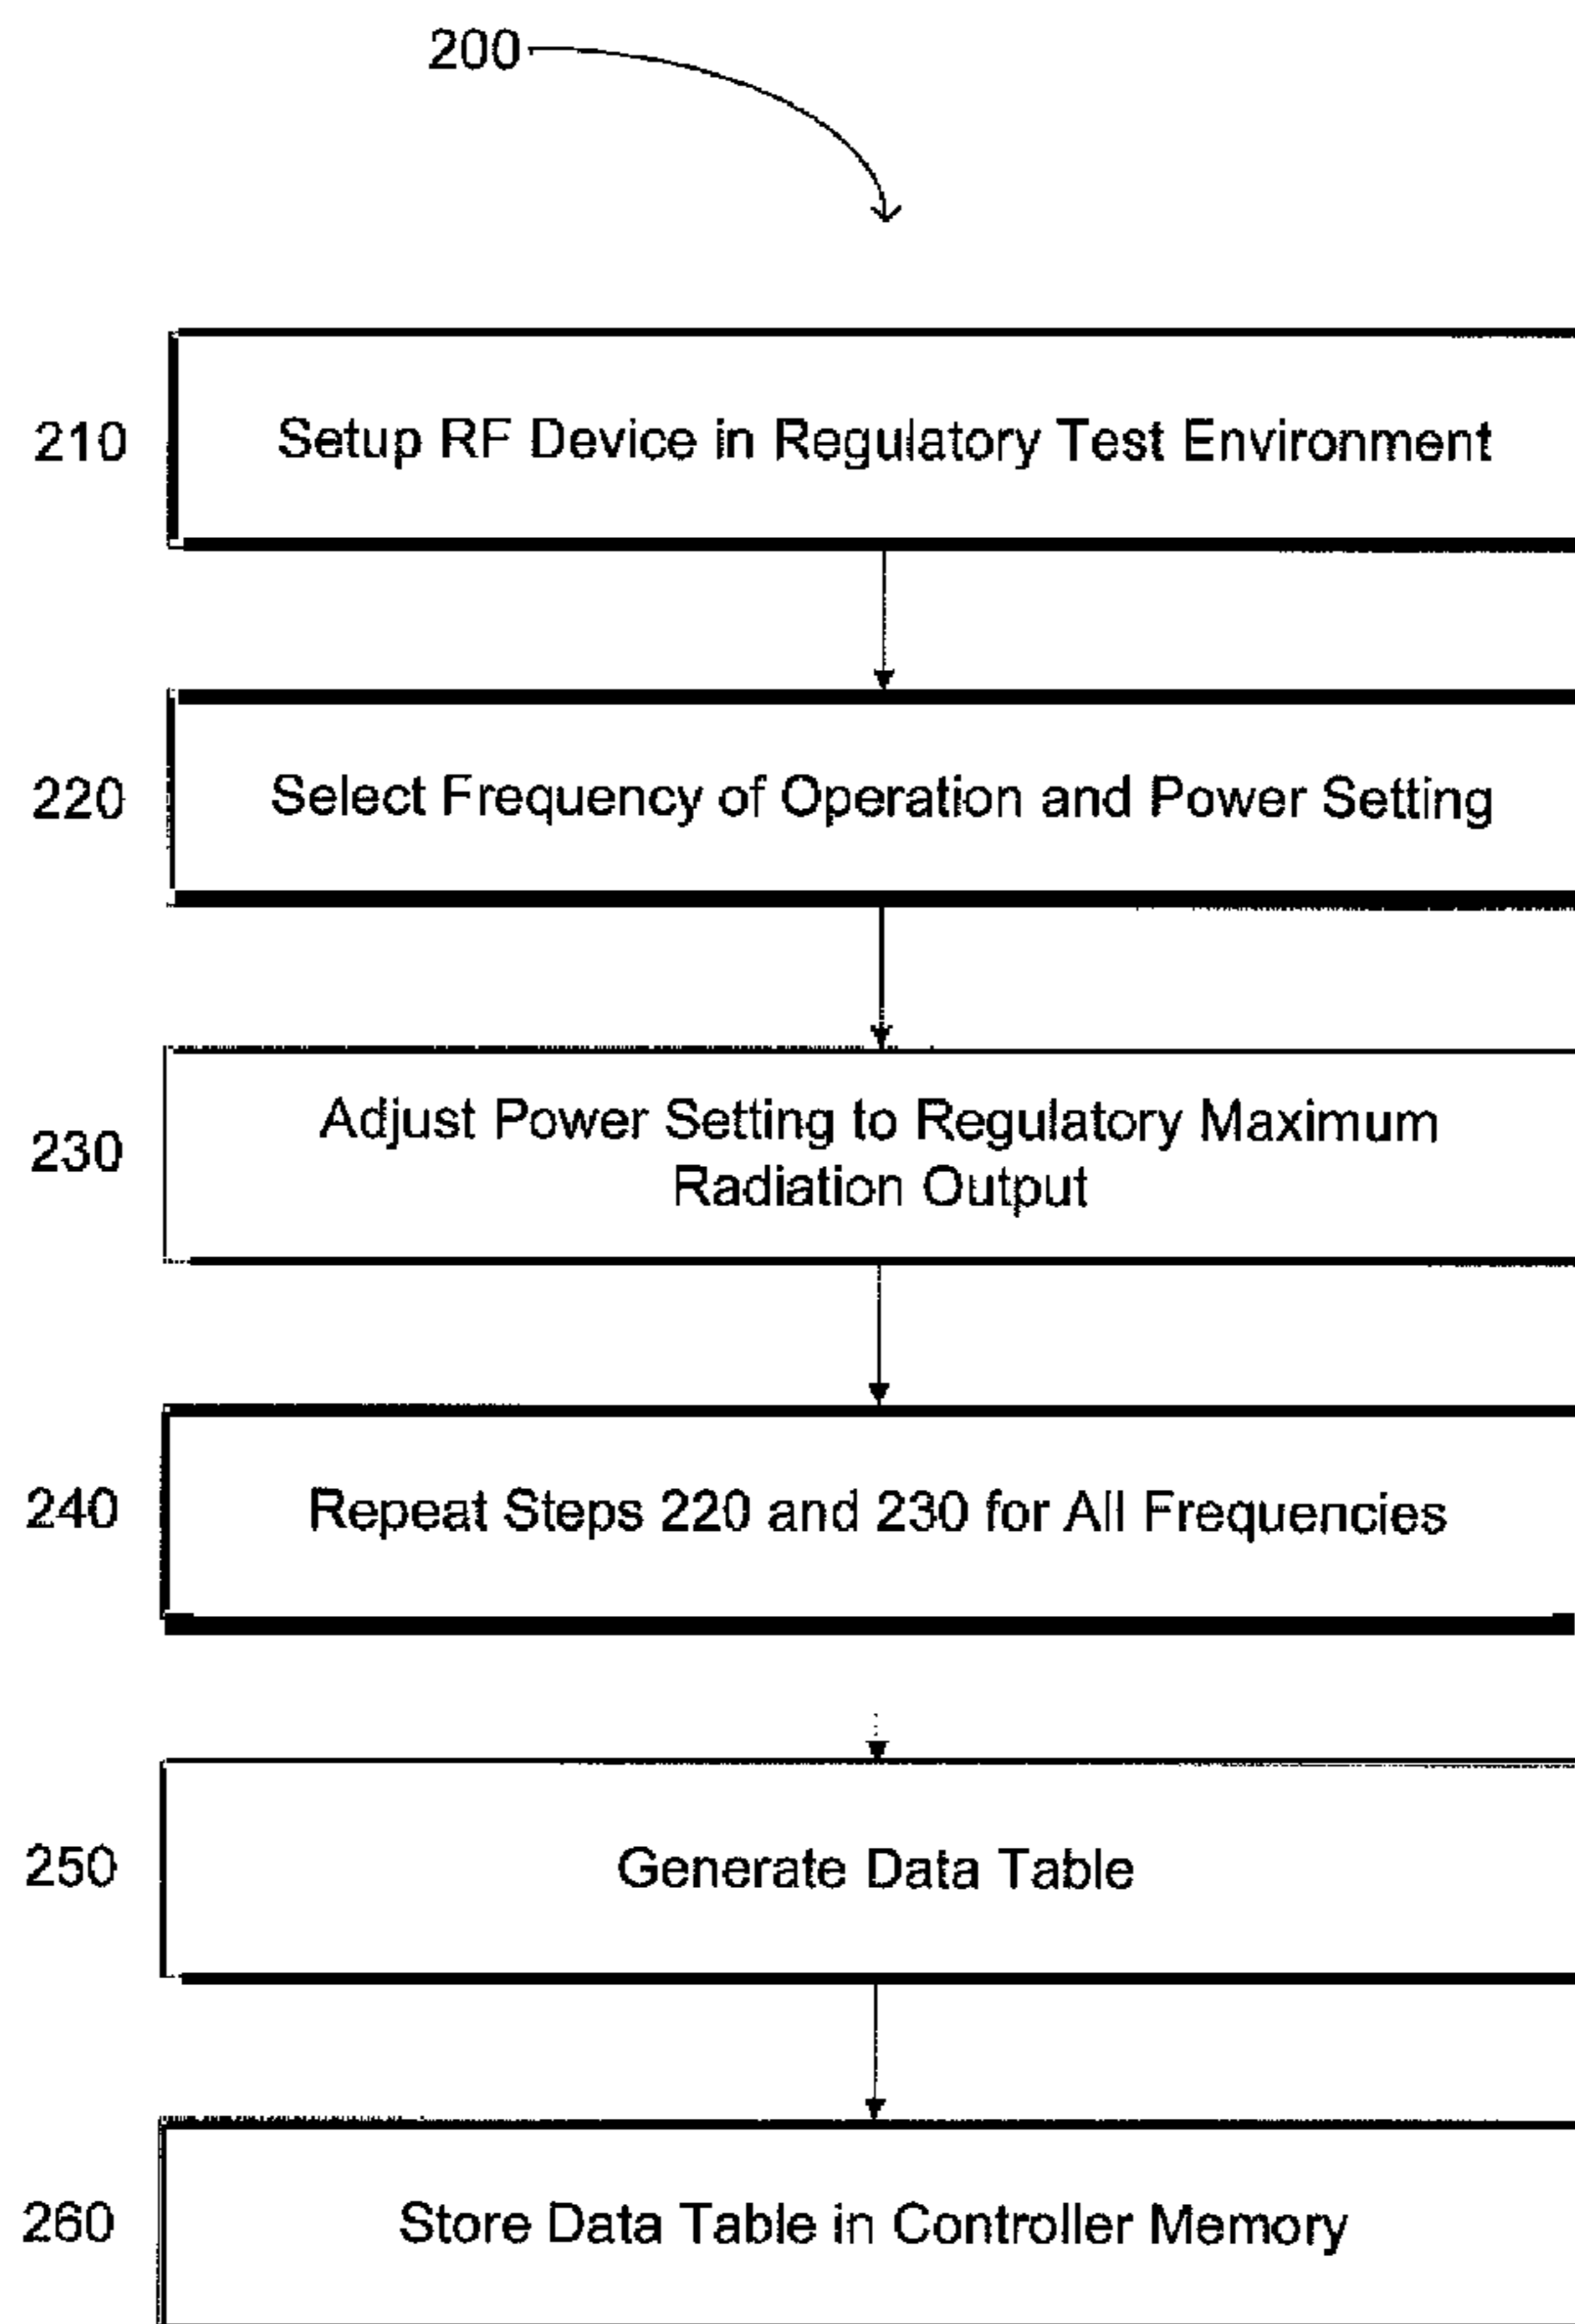 200
210
Setup RF Device in Regulatory Test Environment
220
Select Frequency of Operation and Power Setting
230
Adjust Power Setting to Regulatory Maximum
Radiation Output
240
Repeat Steps 220 and 230 for All Frequencies
250
Generate Data Table
260
Store Data Table in Controller Memory